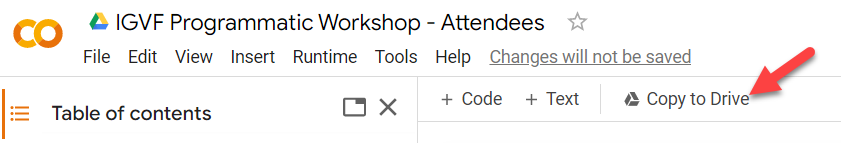 IGVF Programmatic Workshop - Attendees
File Edit View Insert Runtime Tools Help Changes will not be saved
Table of contents
+ Code + Text Copy to Drive